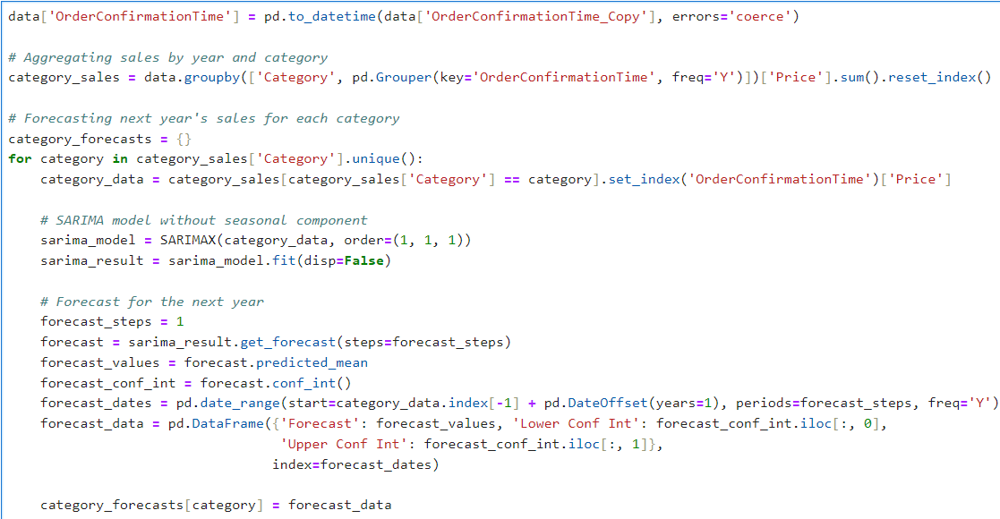 data['OrderConfirmationTime'] = pd.to_datetime(data['OrderConfirmationTime_Copy'], errors='coerce')

# Aggregating sales by year and category
category_sales = data.groupby(['Category', pd.Grouper(key='OrderConfirmationTime', freq='Y')])['Price'].sum().reset_index()

# Forecasting next year's sales for each category
category_forecasts = {}
for category in category_sales['Category'].unique():
    category_data = category_sales[category_sales['Category'] == category].set_index('OrderConfirmationTime')['Price']

    # SARIMA model without seasonal component
    sarima_model = SARIMAX(category_data, order=(1, 1, 1))
    sarima_result = sarima_model.fit(disp=False)

    # Forecast for the next year
    forecast_steps = 1
    forecast = sarima_result.get_forecast(steps=forecast_steps)
    forecast_values = forecast.predicted_mean
    forecast_conf_int = forecast.conf_int()
    forecast_dates = pd.date_range(start=category_data.index[-1] + pd.DateOffset(years=1), periods=forecast_steps, freq='Y')
    forecast_data = pd.DataFrame({'Forecast': forecast_values, 'Lower Conf Int': forecast_conf_int.iloc[:, 0],
                                  'Upper Conf Int': forecast_conf_int.iloc[:, 1]},
                                 index=forecast_dates)

    category_forecasts[category] = forecast_data